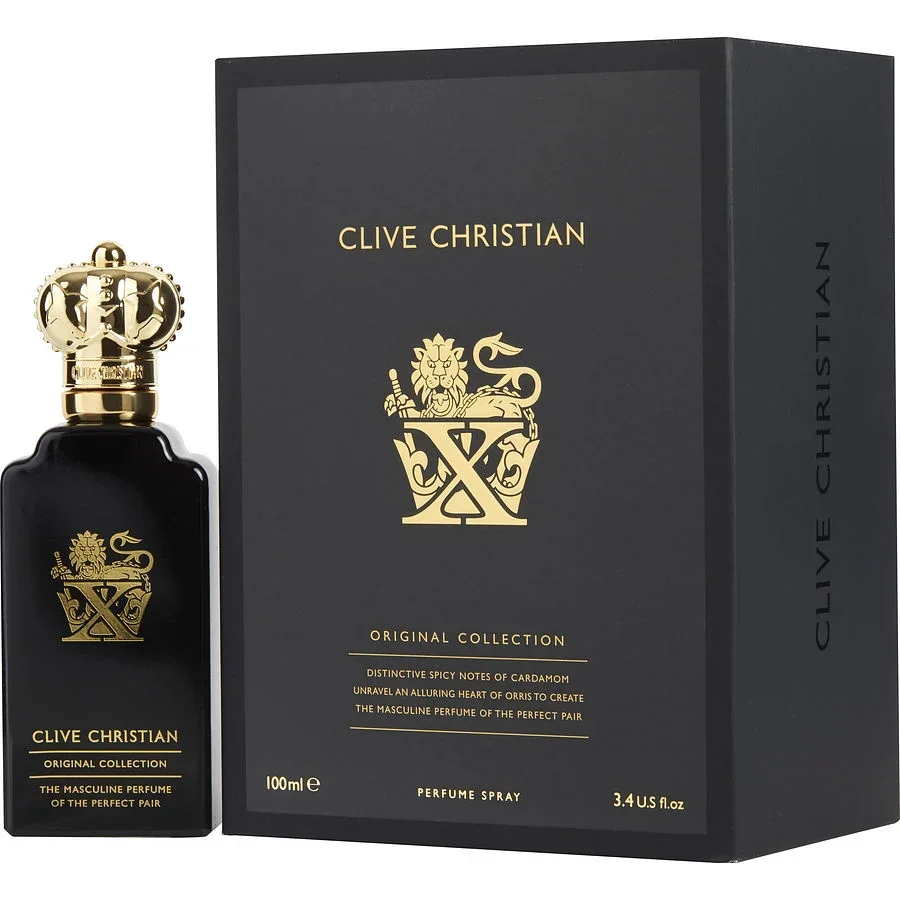 CLIVE CHRISTIAN
X
ORIGINAL COLLECTION
DISTINCTIVE SPICY NOTES OF CARDAMOM
UNRAVEL AN ALLURING HEART OF ORRIS TO CREATE
THE MASCULINE PERFUME OF THE PERFECT PAIR
100ml e
PERFUME SPRAY
3.4 U.S fl.oz
CLIVE CHRISTIAN
CLIVE CHRISTIAN
X
CLIVE CHRISTIAN
ORIGINAL COLLECTION
THE MASCULINE PERFUME
OF THE PERFECT PAIR